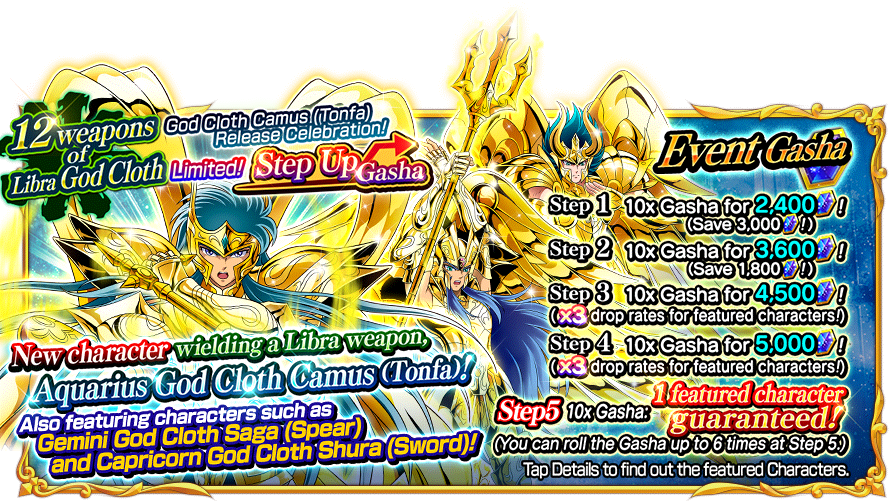 12 weapons
of
Libra God Cloth
God Cloth Camus (Tonfa)
Release Celebration!
Limited! Step Up Gasha
Event Gasha
Step 1 10x Gasha for 2,400!
(Save 3,000!)
Step 2 10x Gasha for 3,600!
(Save 1,800!)
Step 3 10x Gasha for 4,500!
(x3 drop rates for featured characters!)
Step 4 10x Gasha for 5,000!
(x3 drop rates for featured characters!)
Step5 10x Gasha: 1 featured character
guaranteed!
(You can roll the Gasha up to 6 times at Step 5.)
Tap Details to find out the featured Characters.
New character wielding a Libra weapon,
Aquarius God Cloth Camus (Tonfa)!
Also featuring characters such as
Gemini God Cloth Saga (Spear)
and Capricorn God Cloth Shura (Sword)!